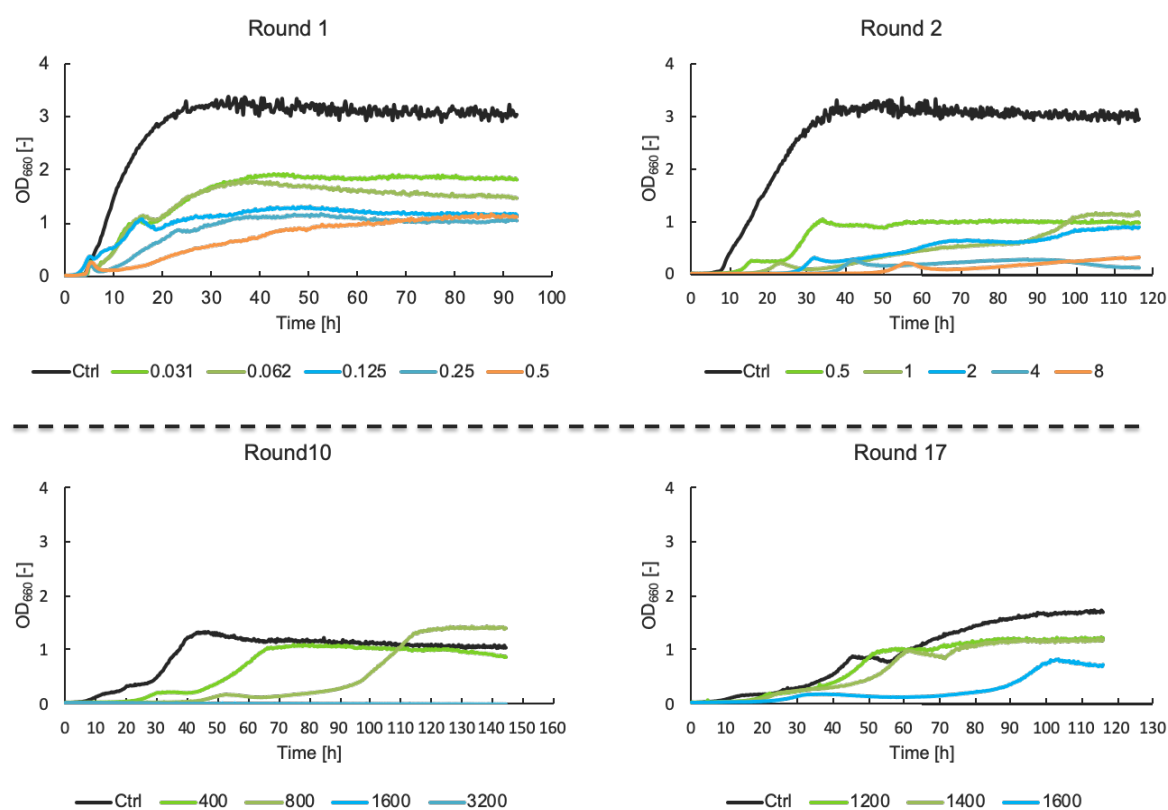 Round 1
4
3
2
1
0
OD660 [-]
0 10 20 30 40 50 60 70 80 90 100
Time [h]
Ctrl 0.031 0.062 0.125 0.25 0.5
Round 2
4
3
2
1
0
OD660 [-]
0 10 20 30 40 50 60 70 80 90 100 110 120
Time [h]
Ctrl 0.5 1 2 4 8
Round10
4
3
2
1
0
OD660 [-]
0 10 20 30 40 50 60 70 80 90 100 110 120 130 140 150 160
Time [h]
Ctrl 400 800 1600 3200
Round 17
4
3
2
1
0
OD660 [-]
0 10 20 30 40 50 60 70 80 90 100 110 120 130
Time [h]
Ctrl 1200 1400 1600